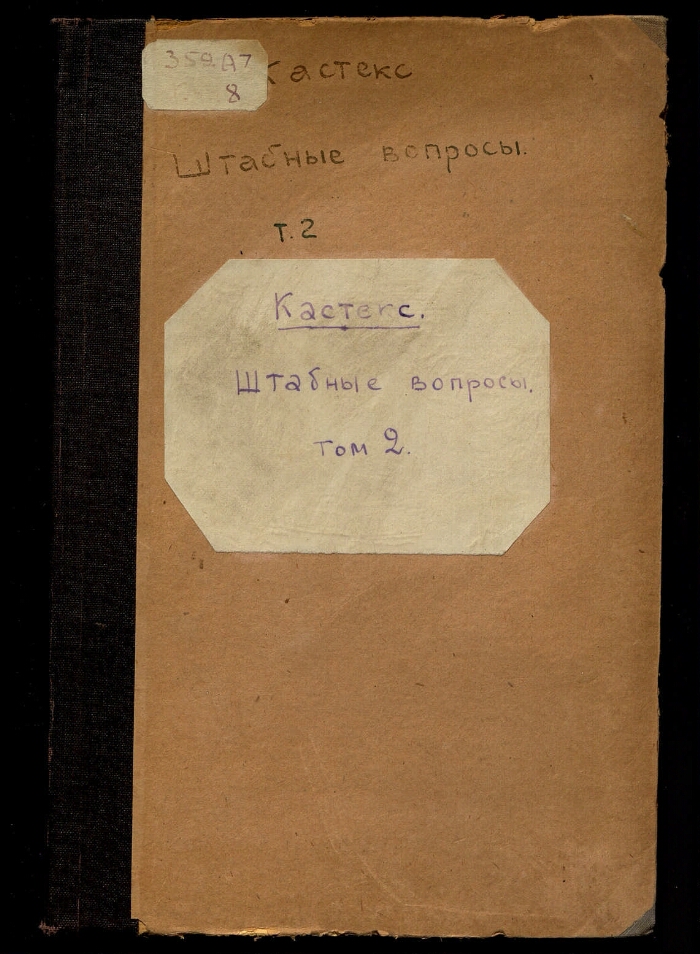 359А7
8
Кастекс
Штабные вопросы.
Т. 2
Кастекс.
Штабные вопросы.
том 2.